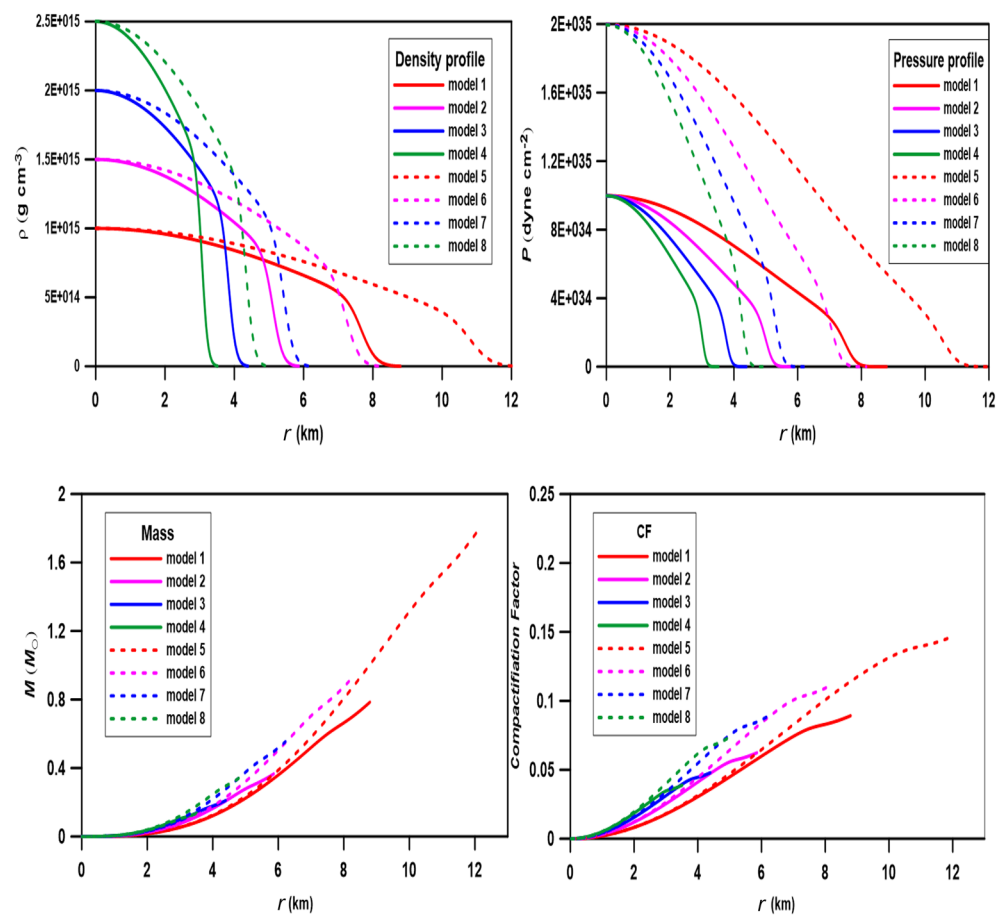 2.5E+015
2E+015
1.5E+015
1E+015
5E+014
0
ρ (g cm-3)
Density profile
model 1
model 2
model 3
model 4
model 5
model 6
model 7
model 8
0 2 4 6 8 10 12
r (km)
2E+035
1.6E+035
1.2E+035
8E+034
4E+034
0
P (dyne cm-2)
Pressure profile
model 1
model 2
model 3
model 4
model 5
model 6
model 7
model 8
0 2 4 6 8 10 12
r (km)
2
1.6
1.2
0.8
0.4
0
M (M○)
Mass
model 1
model 2
model 3
model 4
model 5
model 6
model 7
model 8
0 2 4 6 8 10 12
r (km)
0.25
0.2
0.15
0.1
0.05
0
Compactifiation Factor
CF
model 1
model 2
model 3
model 4
model 5
model 6
model 7
model 8
0 2 4 6 8 10 12
r (km)